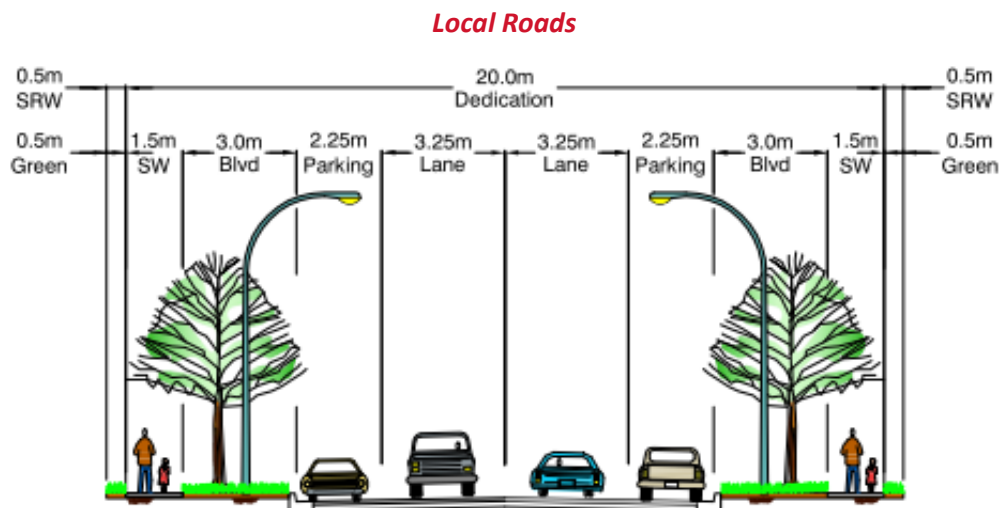 Local Roads
0.5m
SRW
20.0m
Dedication
0.5m
SRW
0.5m
Green
1.5m
SW
3.0m
Blvd
2.25m
Parking
3.25m
Lane
3.25m
Lane
2.25m
Parking
3.0m
Blvd
1.5m
SW
0.5m
Green